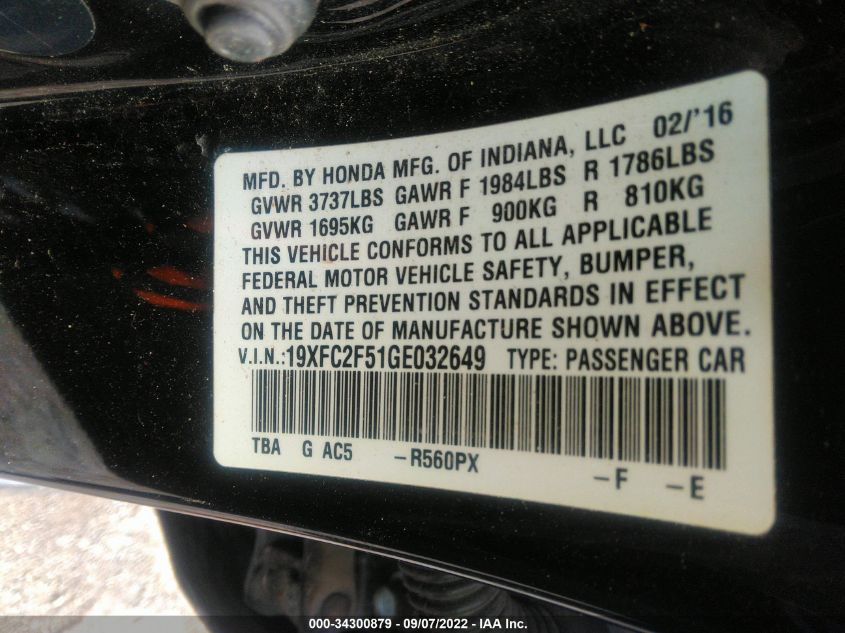 MFD. BY HONDA MFG. OF INDIANA, LLC 02/'16
GVWR 3737LBS GAWR F 1984LBS R 1786LBS
GVWR 1695KG GAWR F 900KG R 810KG
THIS VEHICLE CONFORMS TO ALL APPLICABLE
FEDERAL MOTOR VEHICLE SAFETY, BUMPER,
AND THEFT PREVENTION STANDARDS IN EFFECT
ON THE DATE OF MANUFACTURE SHOWN ABOVE.
V.I.N.:19XFC2F51GE032649 TYPE: PASSENGER CAR
TBA G AC5 -R560PX -F -E
000-34300879 - 09/07/2022 - IAA Inc.